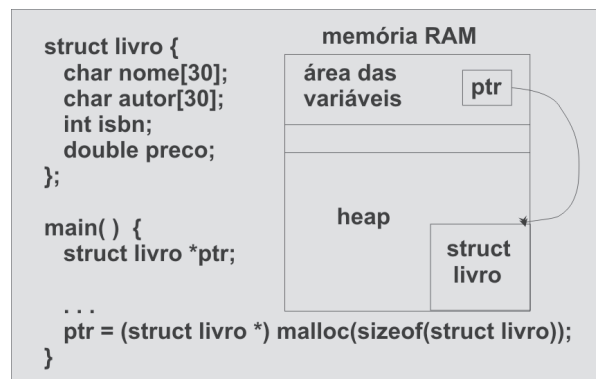 struct livro {
char nome[30];
char autor[30];
int isbn;
double preco;
};
main( ) {
struct livro *ptr;
. . .
ptr = (struct livro *) malloc(sizeof(struct livro));
}
memória RAM
área das
variáveis
ptr
heap
struct
livro